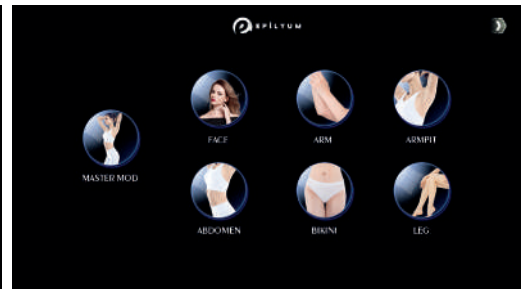 EPİLYUM
FACE
ARM
ARMPIT
MASTER MOD
ABDOMEN
BIKINI
LEG